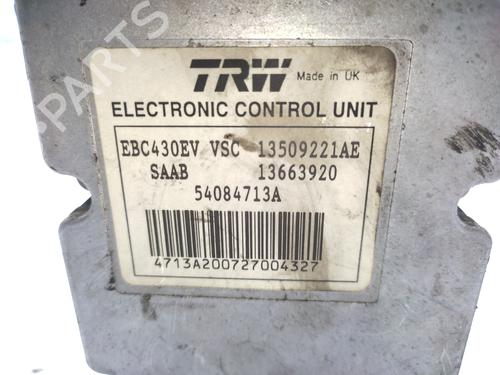 TRW Made in UK
ELECTRONIC CONTROL UNIT
EBC430EV VSC 13509221AE
SAAB 13663920
54084713A
4713A200727004327